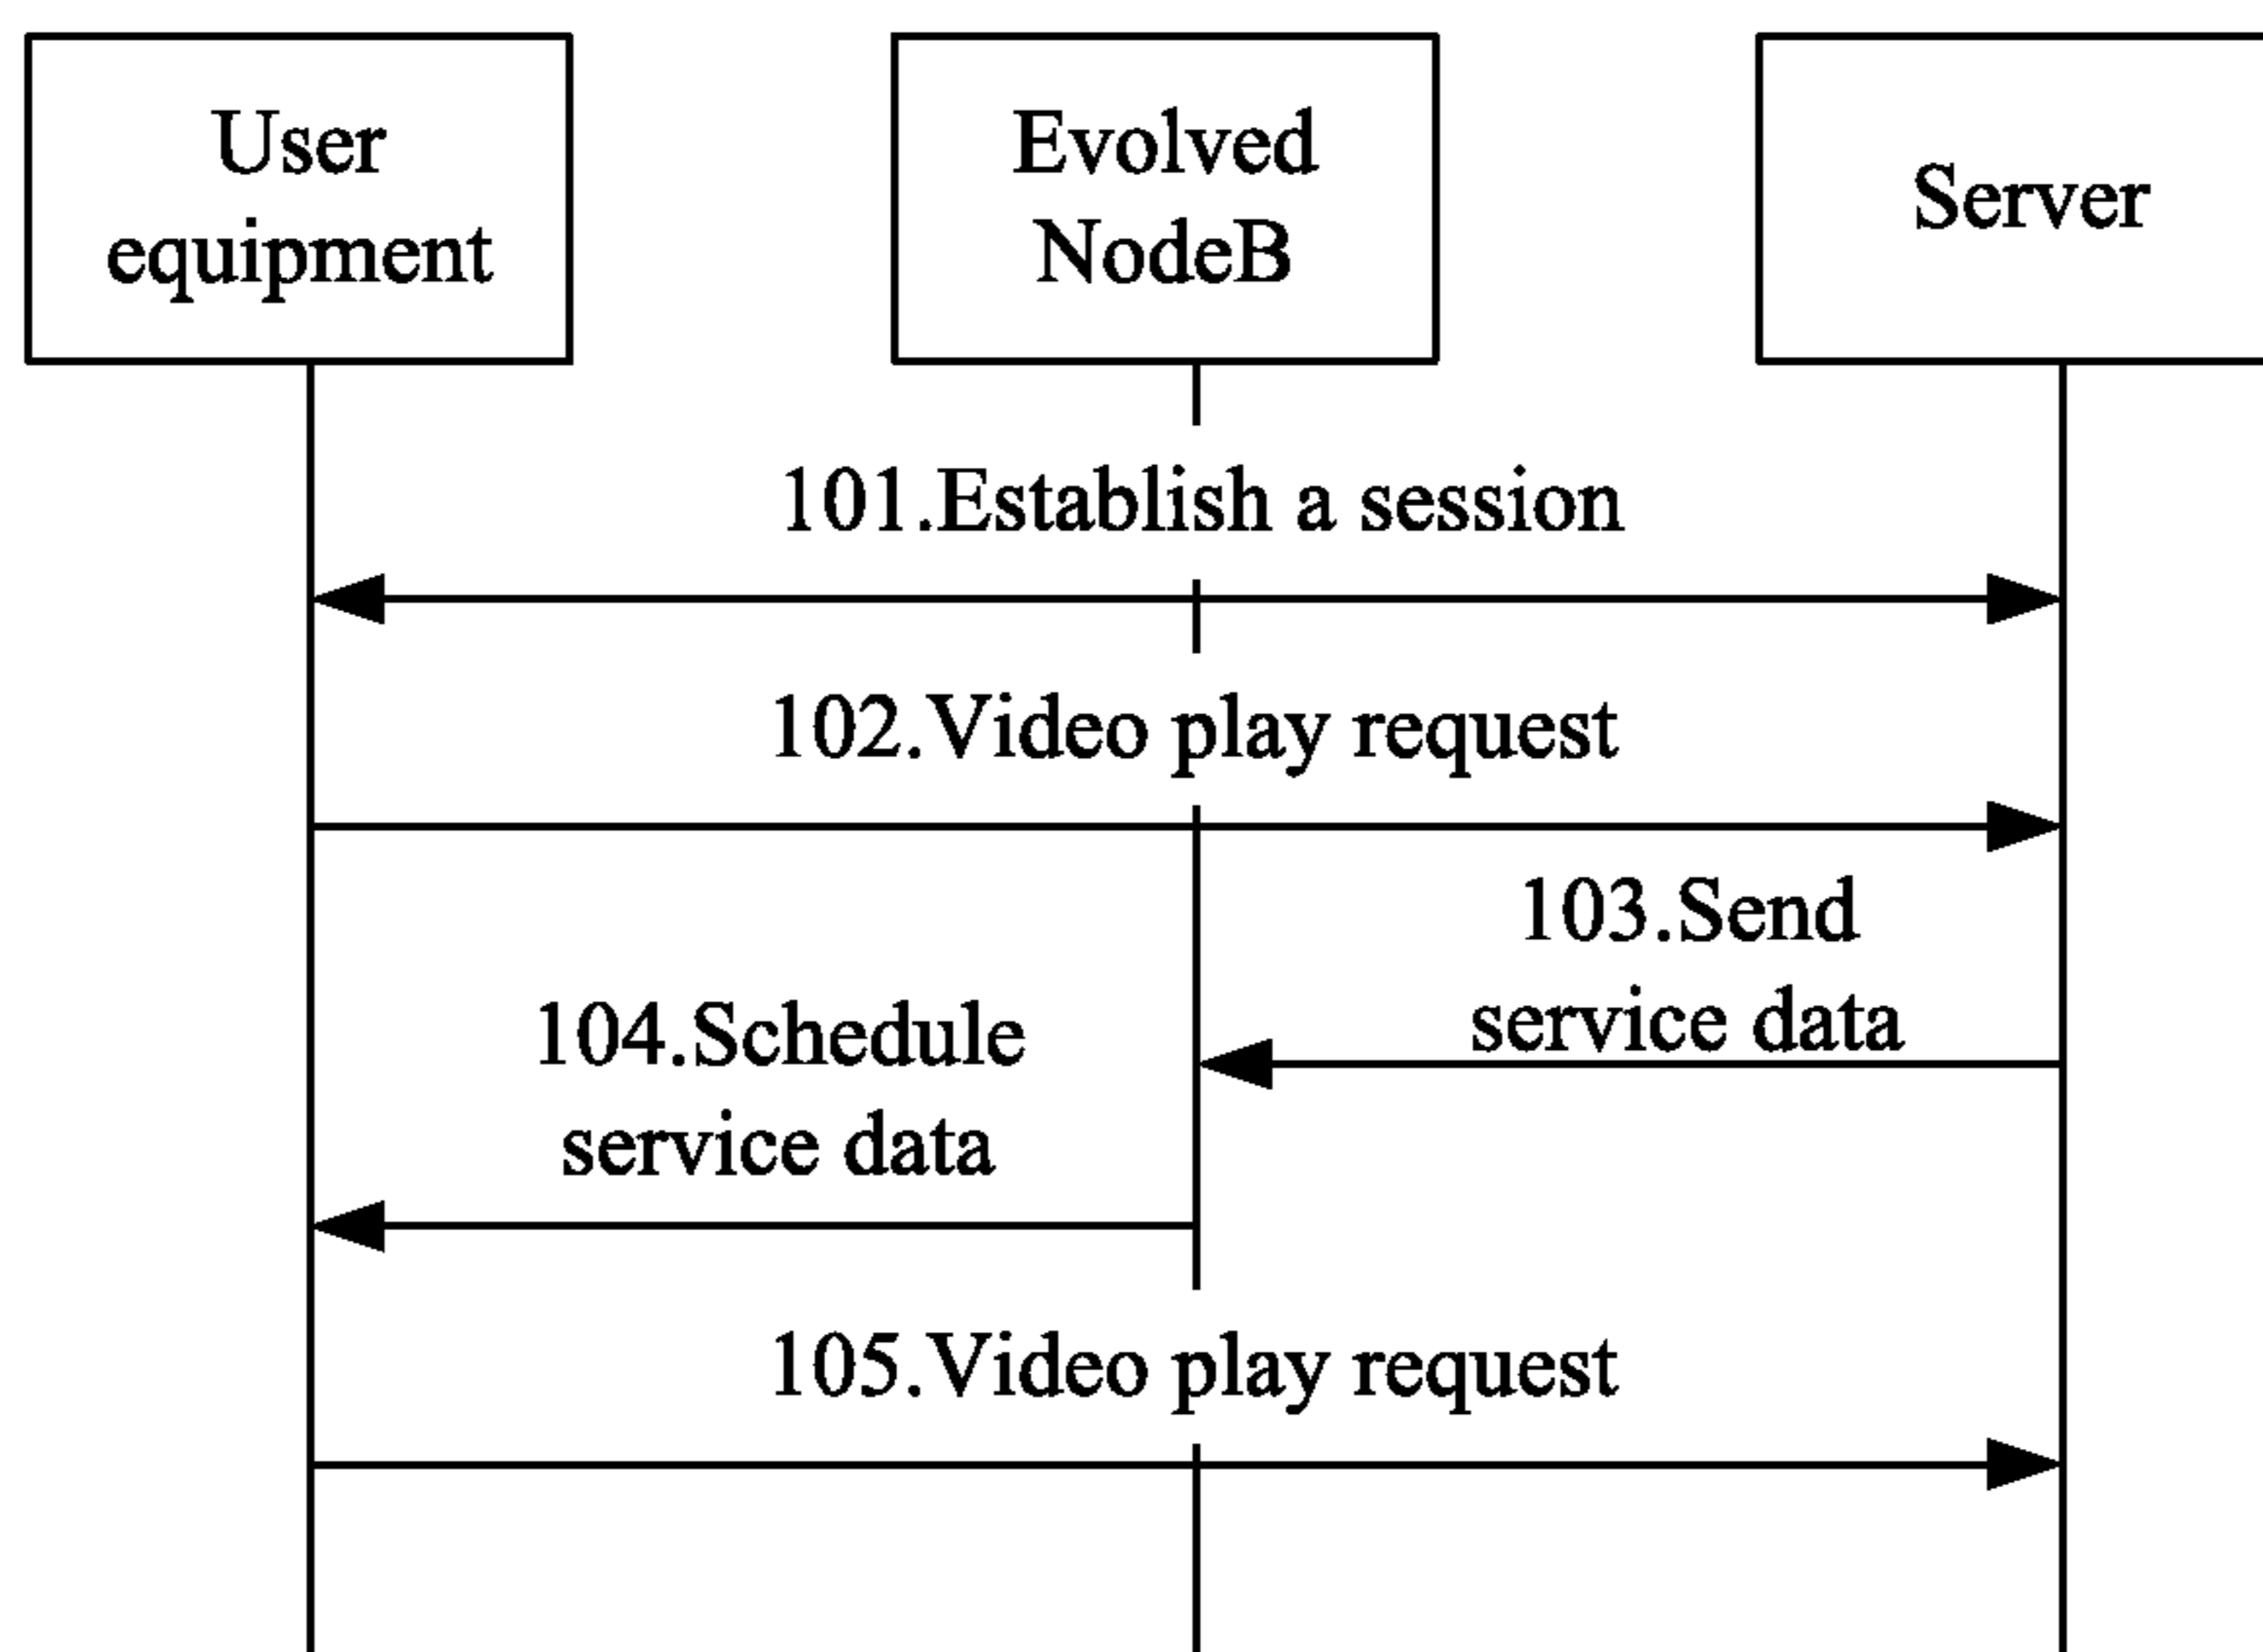 User
equipment
Evolved
NodeB
Server
101.Establish a session
102.Video play request
103.Send
service data
104.Schedule
service data
105.Video play request